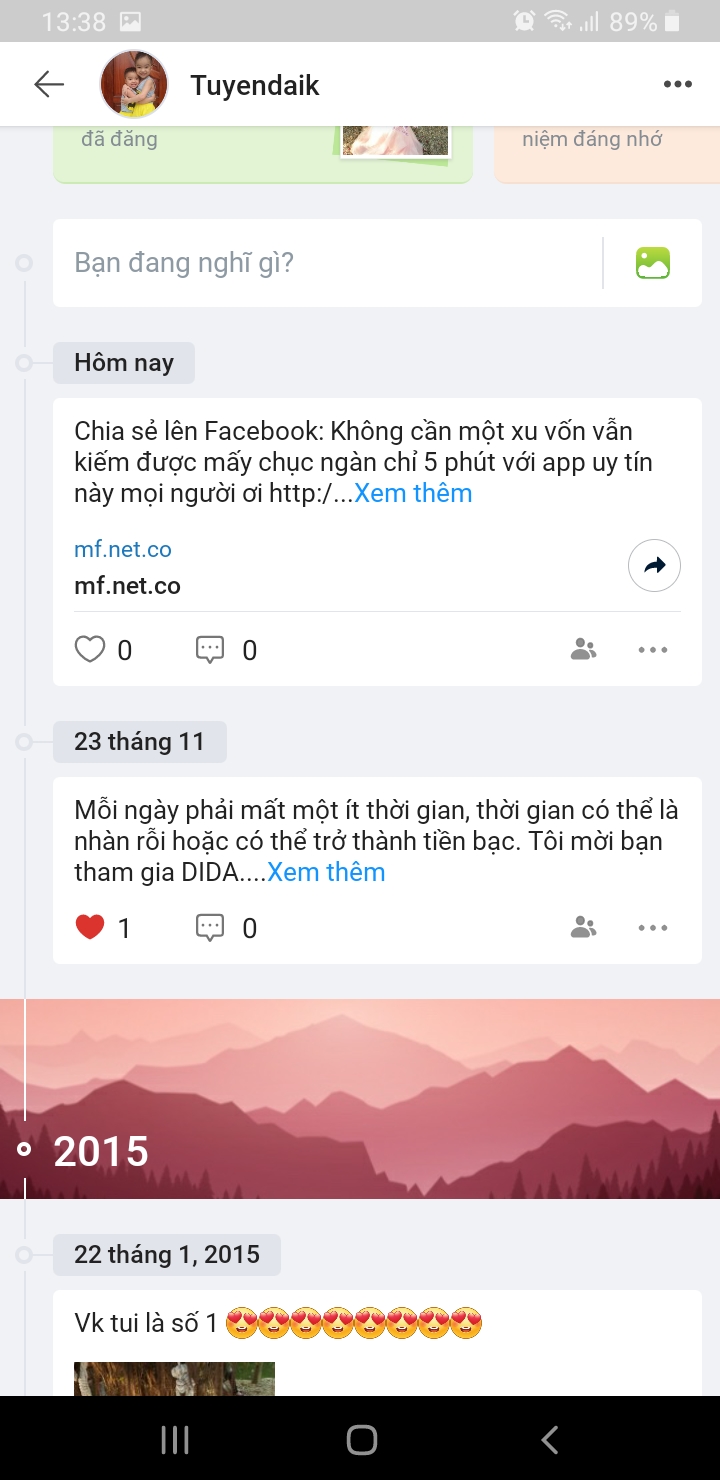 13:38
89%
Tuyendaik
đã đăng
niệm đáng nhớ
Bạn đang nghĩ gì?
Hôm nay
Chia sẻ lên Facebook: Không cần một xu vốn vẫn
kiếm được mấy chục ngàn chỉ 5 phút với app uy tín
này mọi người ơi http:/...Xem thêm
mf.net.co
mf.net.co
0
0
23 tháng 11
Mỗi ngày phải mất một ít thời gian, thời gian có thể là
nhàn rỗi hoặc có thể trở thành tiền bạc. Tôi mời bạn
tham gia DIDA....Xem thêm
1
0
2015
22 tháng 1, 2015
Vk tui là số 1 😍😍😍😍😍😍😍😍